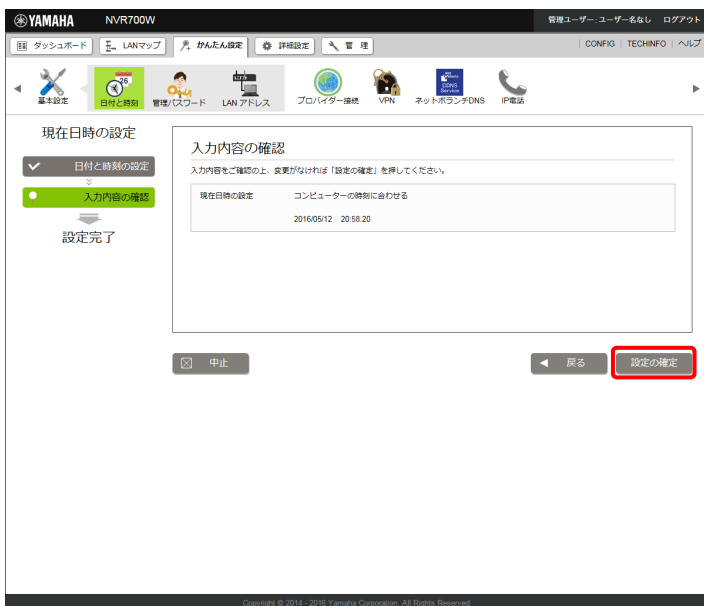 YAMAHA NVR700W 管理ユーザー：ユーザー名なし ログアウト
ダッシュボード LANマップ かんたん設定 詳細設定 管 理 CONFIG TECHINFO ヘルプ
26
基本設定 日付と時刻 管理パスワード LAN アドレス プロバイダー接続 VPN ネットボランチDNS IP電話
現在日時の設定
日付と時刻の設定
入力内容の確認
設定完了
入力内容の確認
入力内容をご確認の上、変更がなければ「設定の確定」を押してください。
現在日時の設定 コンピューターの時刻に合わせる
2016/05/12 20:58:20
中止 戻る 設定の確定
Copyright © 2014 - 2016 Yamaha Corporation. All Rights Reserved.